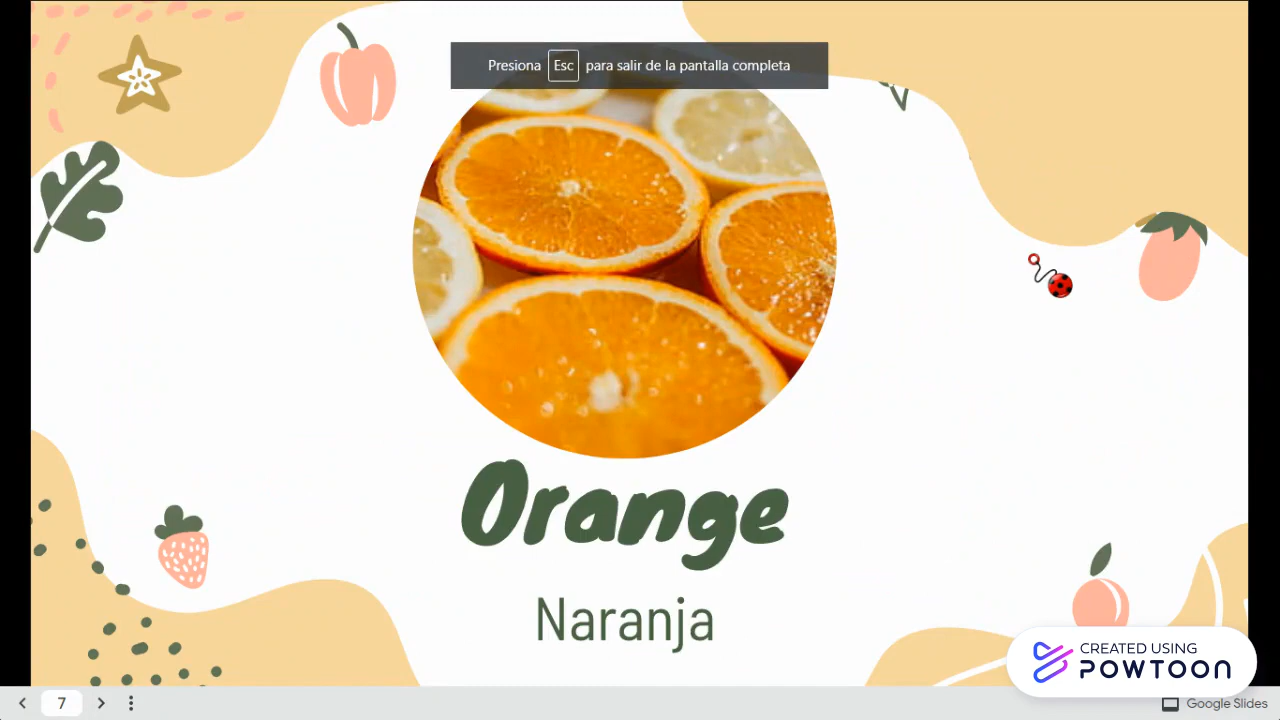 Presiona Esc para salir de la pantalla completa
Orange
Naranja
CREATED USING
POWTOON
7
Google Slides